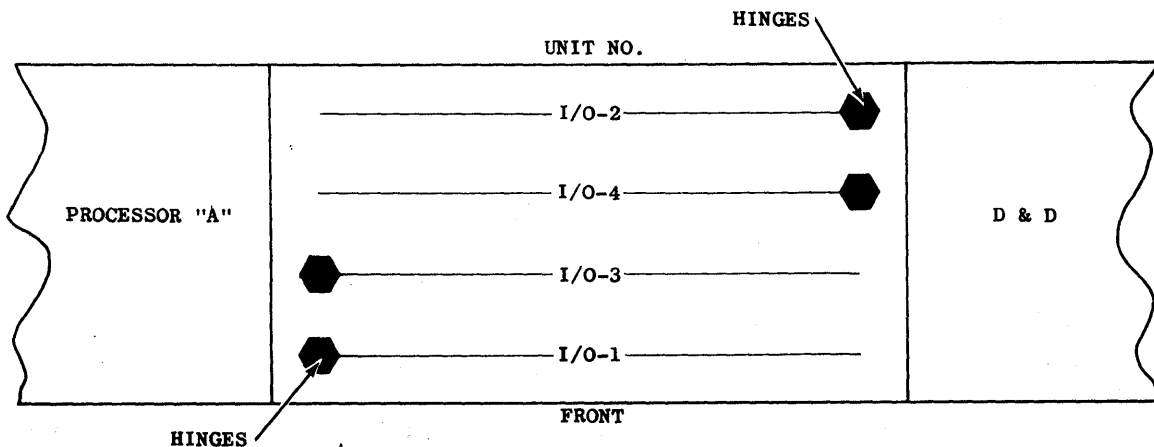 HINGES
UNIT NO.
I/O-2
I/O-4
PROCESSOR "A"
D & D
I/O-3
I/O-1
FRONT
HINGES